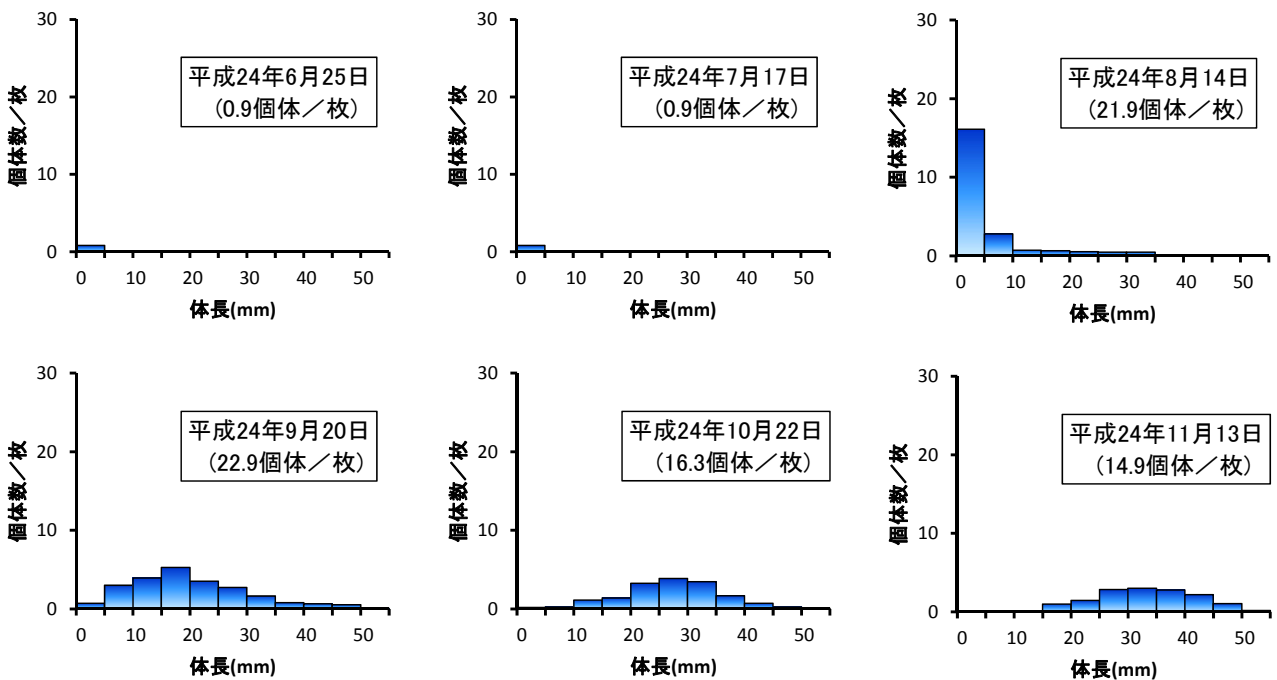 30
20
10
0
個体数/枚
平成24年6月25日
(0.9個体/枚)
0 10 20 30 40 50
体長(mm)
30
20
10
0
個体数/枚
平成24年7月17日
(0.9個体/枚)
0 10 20 30 40 50
体長(mm)
30
20
10
0
個体数/枚
平成24年8月14日
(21.9個体/枚)
0 10 20 30 40 50
体長(mm)
30
20
10
0
個体数/枚
平成24年9月20日
(22.9個体/枚)
0 10 20 30 40 50
体長(mm)
30
20
10
0
個体数/枚
平成24年10月22日
(16.3個体/枚)
0 10 20 30 40 50
体長(mm)
30
20
10
0
個体数/枚
平成24年11月13日
(14.9個体/枚)
0 10 20 30 40 50
体長(mm)